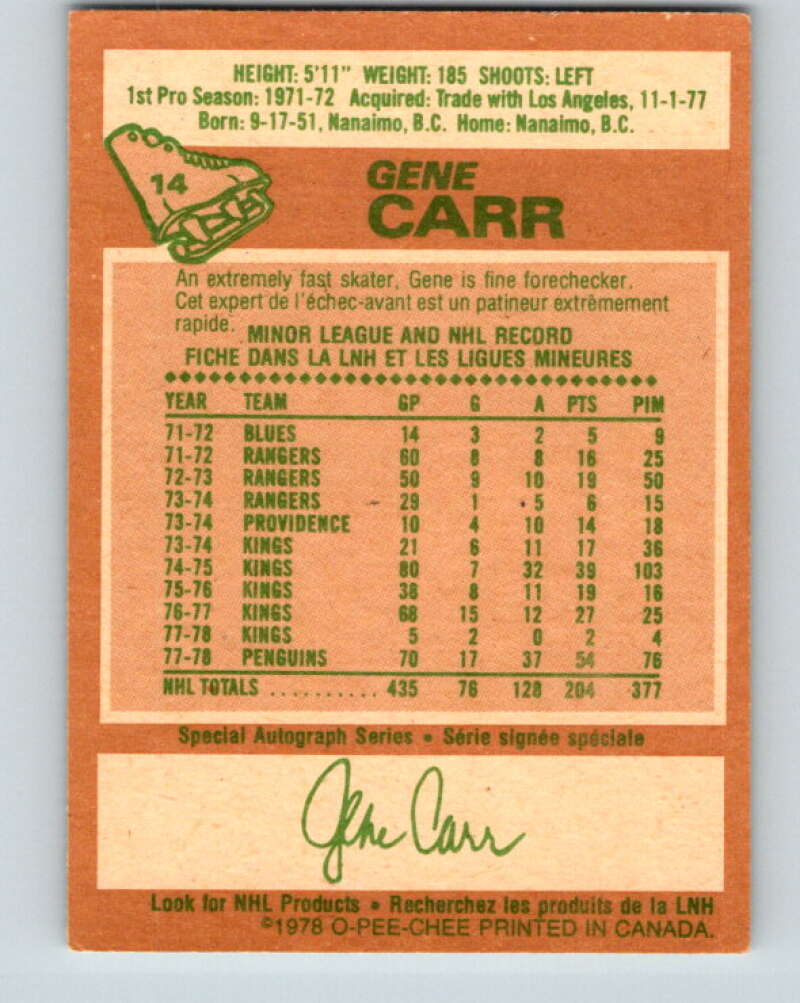 HEIGHT: 5'11" WEIGHT: 185 SHOOTS: LEFT
1st Pro Season: 1971-72 Acquired: Trade with Los Angeles, 11-1-77
Born: 9-17-51, Nanaimo, B.C. Home: Nanaimo, B.C.
14
GENE
CARR
An extremely fast skater, Gene is fine forechecker.
Cet expert de l'échec-avant est un patineur extrêmement
rapide.
MINOR LEAGUE AND NHL RECORD
FICHE DANS LA LNH ET LES LIGUES MINEURES
YEAR TEAM GP G A PTS PIM
71-72 BLUES 14 3 2 5 9
71-72 RANGERS 60 8 8 16 25
72-73 RANGERS 50 9 10 19 50
73-74 RANGERS 29 1 5 6 15
73-74 PROVIDENCE 10 4 10 14 18
73-74 KINGS 21 6 11 17 36
74-75 KINGS 80 7 32 39 103
75-76 KINGS 38 8 11 19 16
76-77 KINGS 68 15 12 27 25
77-78 KINGS 5 2 0 2 4
77-78 PENGUINS 70 17 37 54 76
NHL TOTALS .......... 435 76 128 204 377
Special Autograph Series • Série signée spéciale
Gene Carr
Look for NHL Products • Recherchez les produits de la LNH
©1978 O-PEE-CHEE PRINTED IN CANADA.